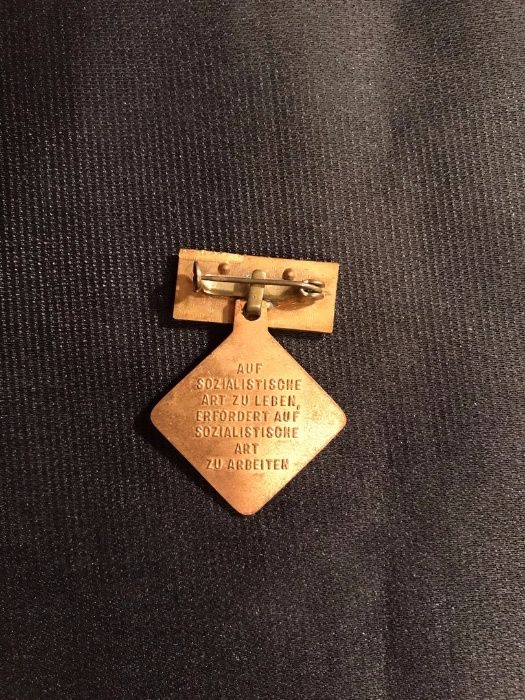 AUF
SOZIALISTISCHE
ART ZU LEBEN,
ERFORDERT AUF
SOZIALISTISCHE
ART
ZU ARBEITEN